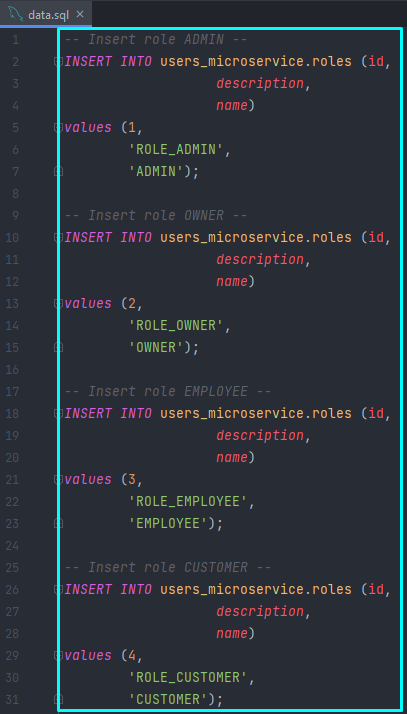 data.sql ×
1 -- Insert role ADMIN --
2 INSERT INTO users_microservice.roles (id,
3 description,
4 name)
5 values (1,
6 'ROLE_ADMIN',
7 'ADMIN');
8
9 -- Insert role OWNER --
10 INSERT INTO users_microservice.roles (id,
11 description,
12 name)
13 values (2,
14 'ROLE_OWNER',
15 'OWNER');
16
17 -- Insert role EMPLOYEE --
18 INSERT INTO users_microservice.roles (id,
19 description,
20 name)
21 values (3,
22 'ROLE_EMPLOYEE',
23 'EMPLOYEE');
24
25 -- Insert role CUSTOMER --
26 INSERT INTO users_microservice.roles (id,
27 description,
28 name)
29 values (4,
30 'ROLE_CUSTOMER',
31 'CUSTOMER');